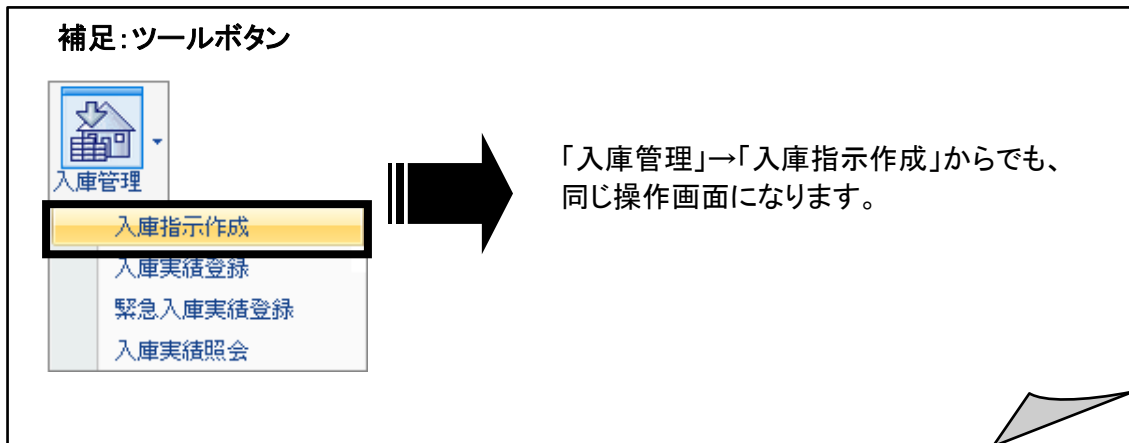 補足：ツールボタン
入庫管理
入庫指示作成
入庫実績登録
緊急入庫実績登録
入庫実績照会
「入庫管理」→「入庫指示作成」からでも、
同じ操作画面になります。